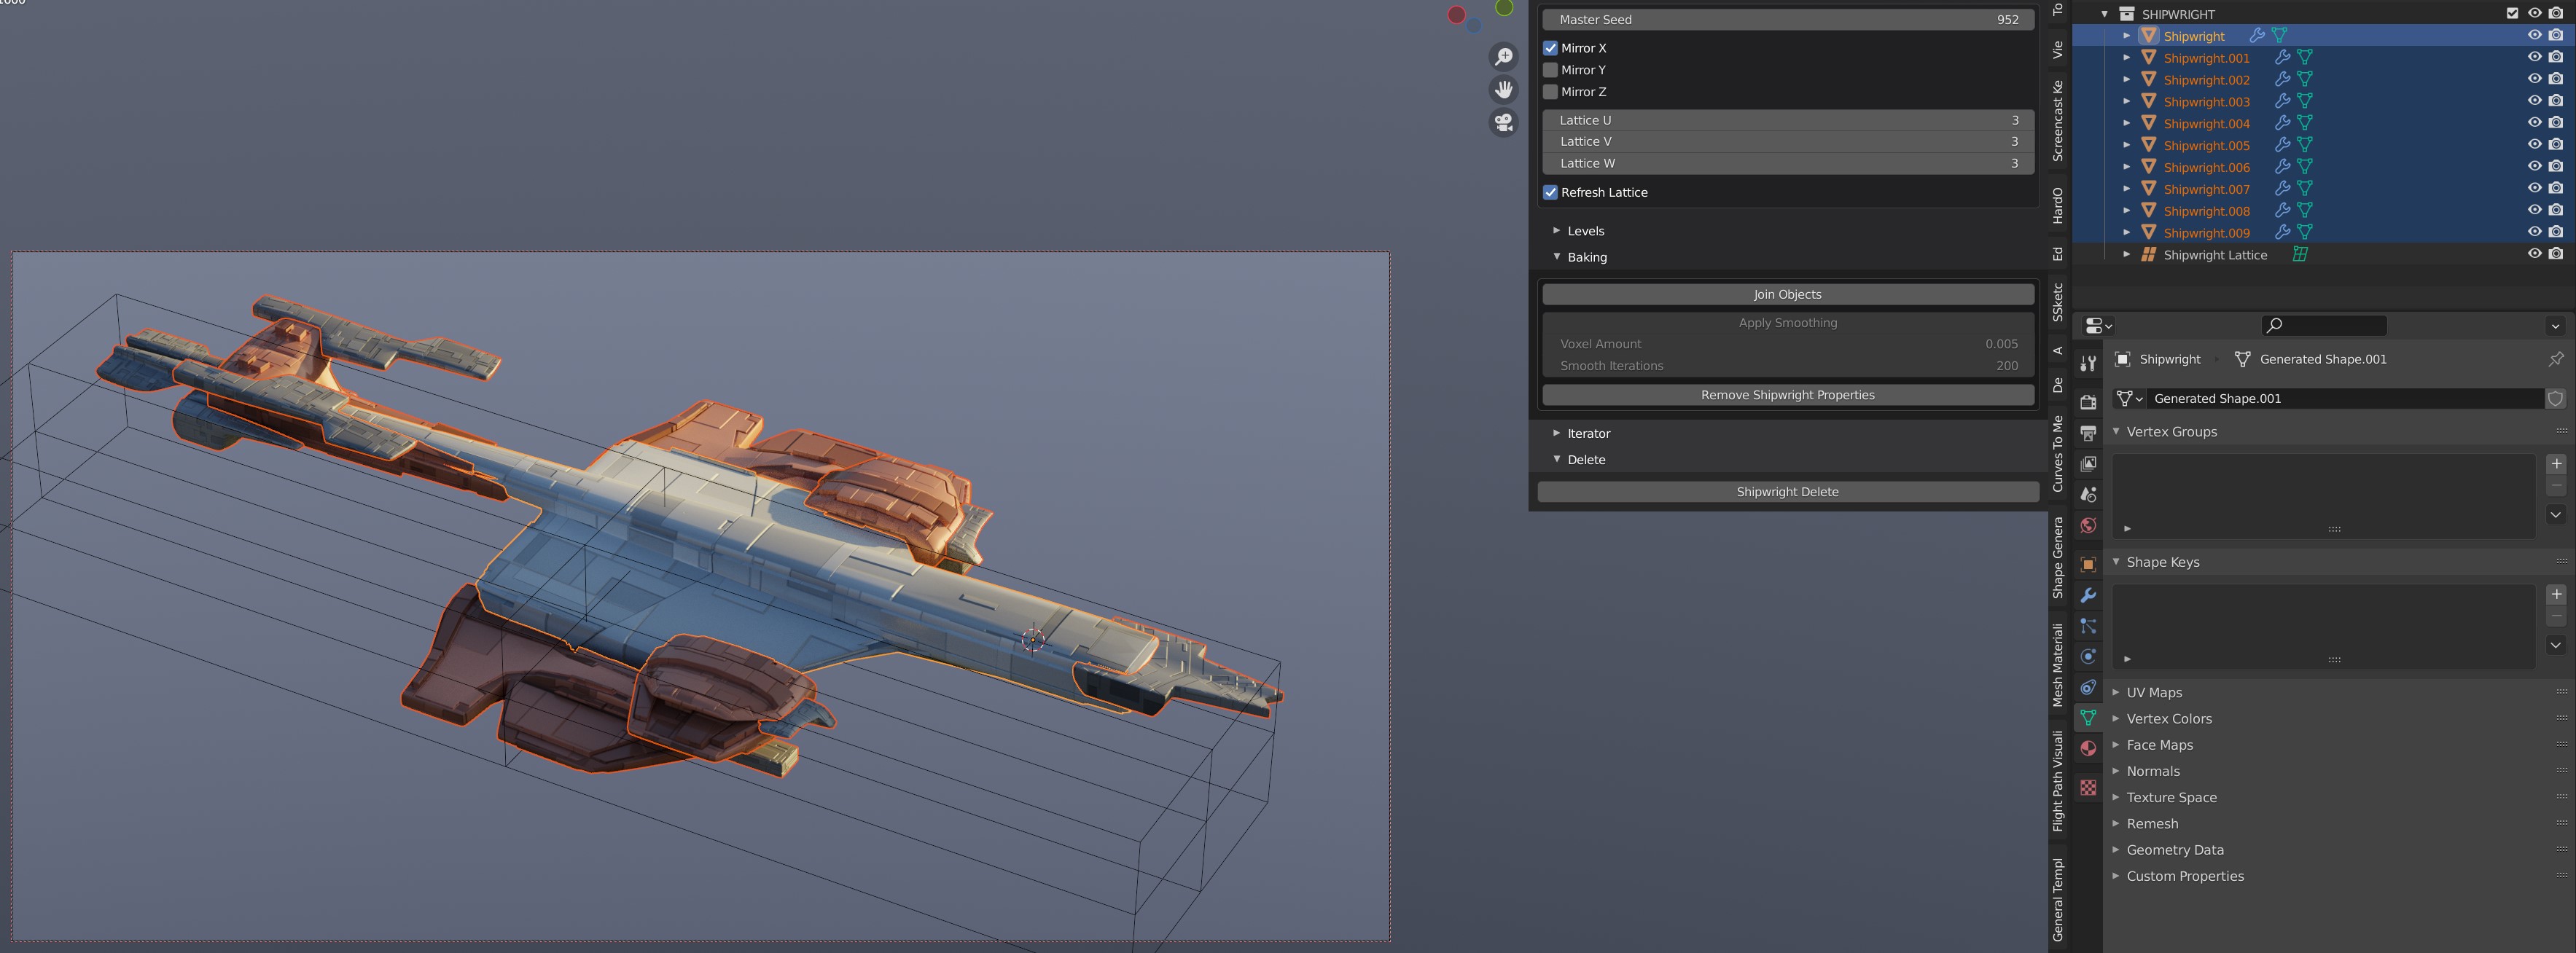 Master Seed 952
Mirror X
Mirror Y
Mirror Z
Lattice U 3
Lattice V 3
Lattice W 3
Refresh Lattice
Levels
Baking
Join Objects
Apply Smoothing
Voxel Amount 0.005
Smooth Iterations 200
Remove Shipwright Properties
Iterator
Delete
Shipwright Delete
To
Vie
Screencast Ke
HardO
Ed
SSketc
A
De
Curves To Me
Shape Genera
Mesh Materiali
Flight Path Visuali
General Templ
SHIPWRIGHT
Shipwright
Shipwright.001
Shipwright.002
Shipwright.003
Shipwright.004
Shipwright.005
Shipwright.006
Shipwright.007
Shipwright.008
Shipwright.009
Shipwright Lattice
Shipwright Generated Shape.001
Generated Shape.001
Vertex Groups
Shape Keys
UV Maps
Vertex Colors
Face Maps
Normals
Texture Space
Remesh
Geometry Data
Custom Properties